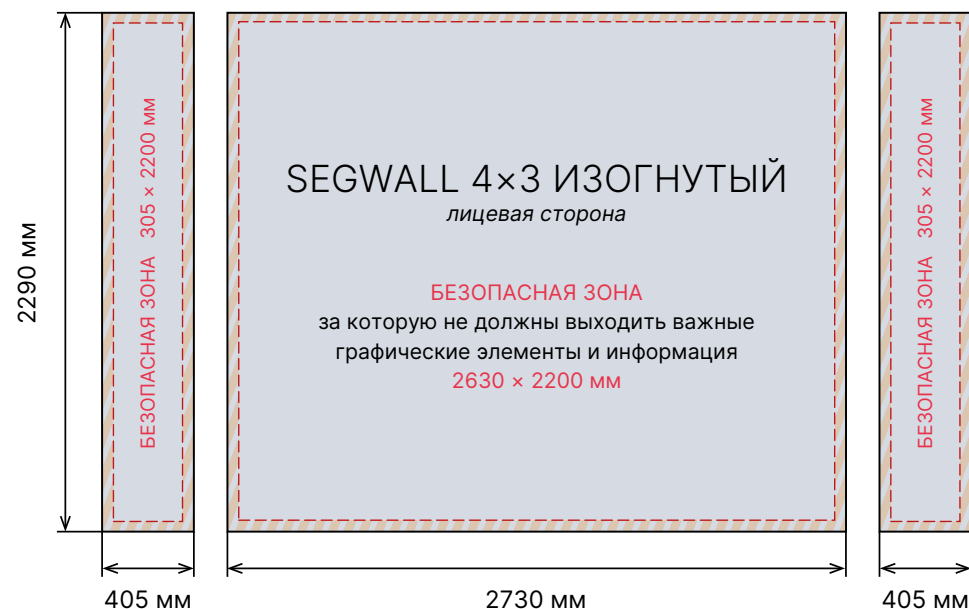 2290 мм
БЕЗОПАСНАЯ ЗОНА 305 × 2200 мм
SEGWALL 4×3 ИЗОГНУТЫЙ
лицевая сторона
БЕЗОПАСНАЯ ЗОНА
за которую не должны выходить важные
графические элементы и информация
2630 × 2200 мм
БЕЗОПАСНАЯ ЗОНА 305 × 2200 мм
405 мм
2730 мм
405 мм